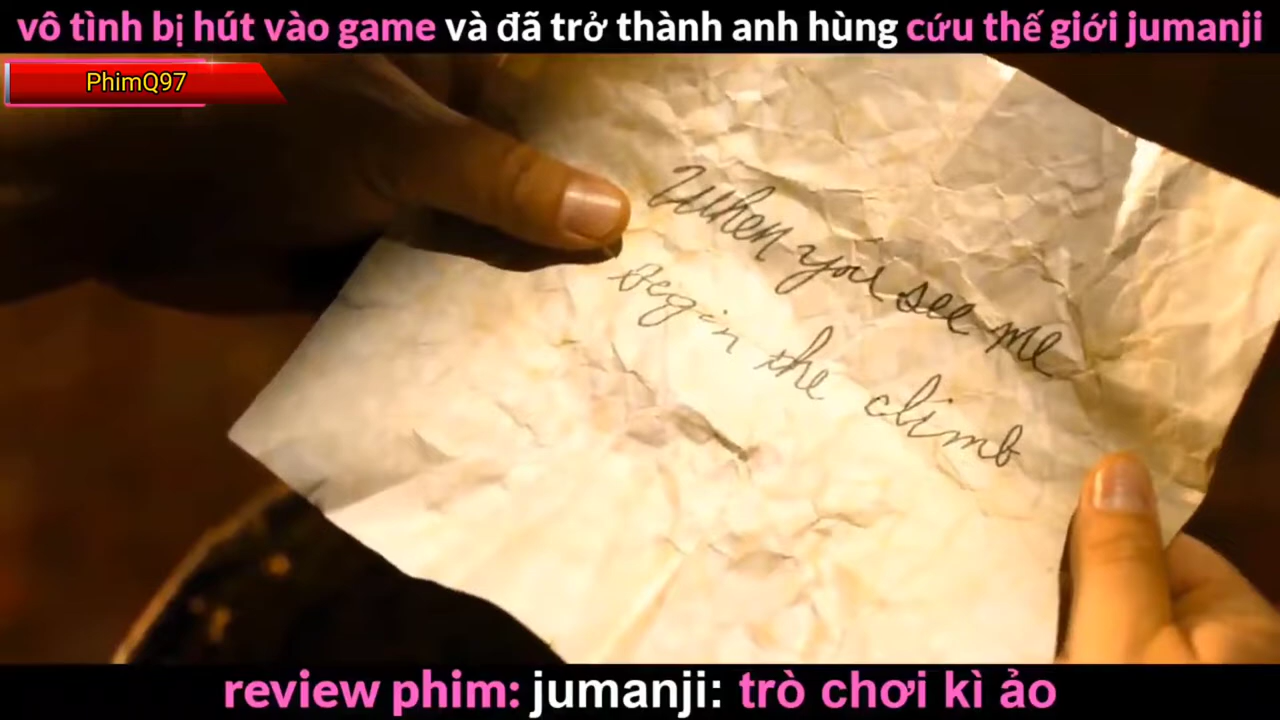 vô tình bị hút vào game và đã trở thành anh hùng cứu thế giới jumanji
PhimQ97
When you see me
Begin the climb
review phim: jumanji: trò chơi kì ảo